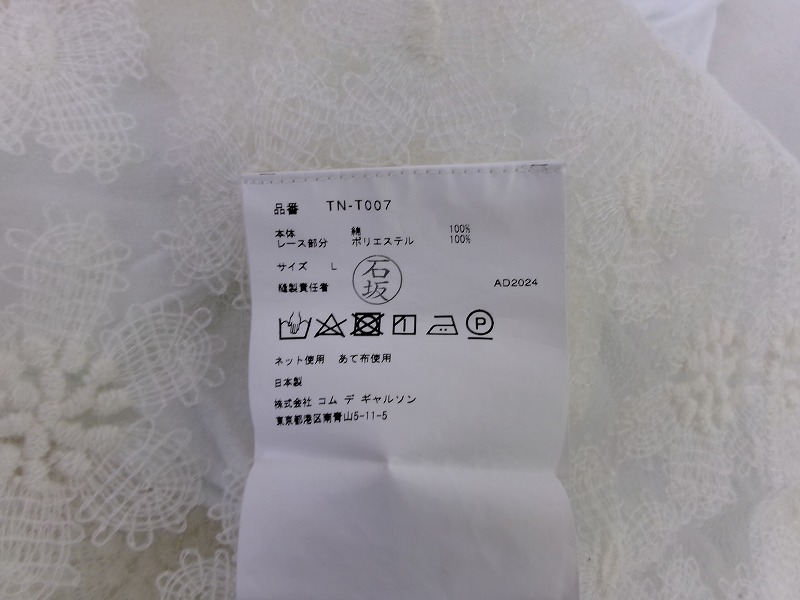 品番 TN-T007
本体 綿 100%
レース部分 ポリエステル 100%
サイズ L
縫製責任者 石坂 AD2024
P
ネット使用 あて布使用
日本製
株式会社 コム デ ギャルソン
東京都港区南青山5-11-5